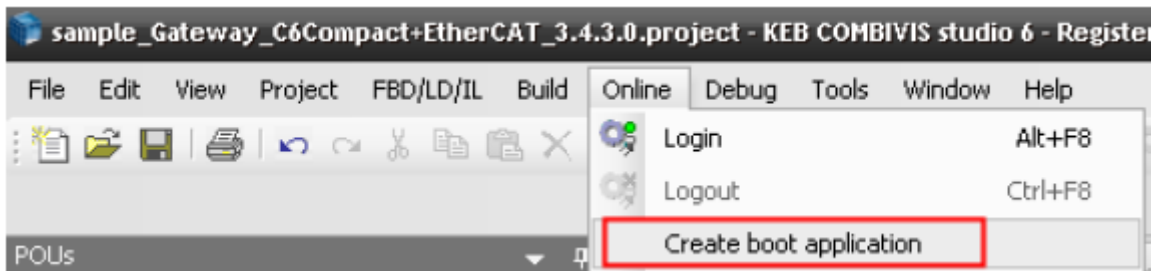 sample_Gateway_C6Compact+EtherCAT_3.4.3.0.project - KEB COMBIVIS studio 6 - Register
File Edit View Project FBD/LD/IL Build Online Debug Tools Window Help
Login Alt+F8
Logout Ctrl+F8
Create boot application
POUs